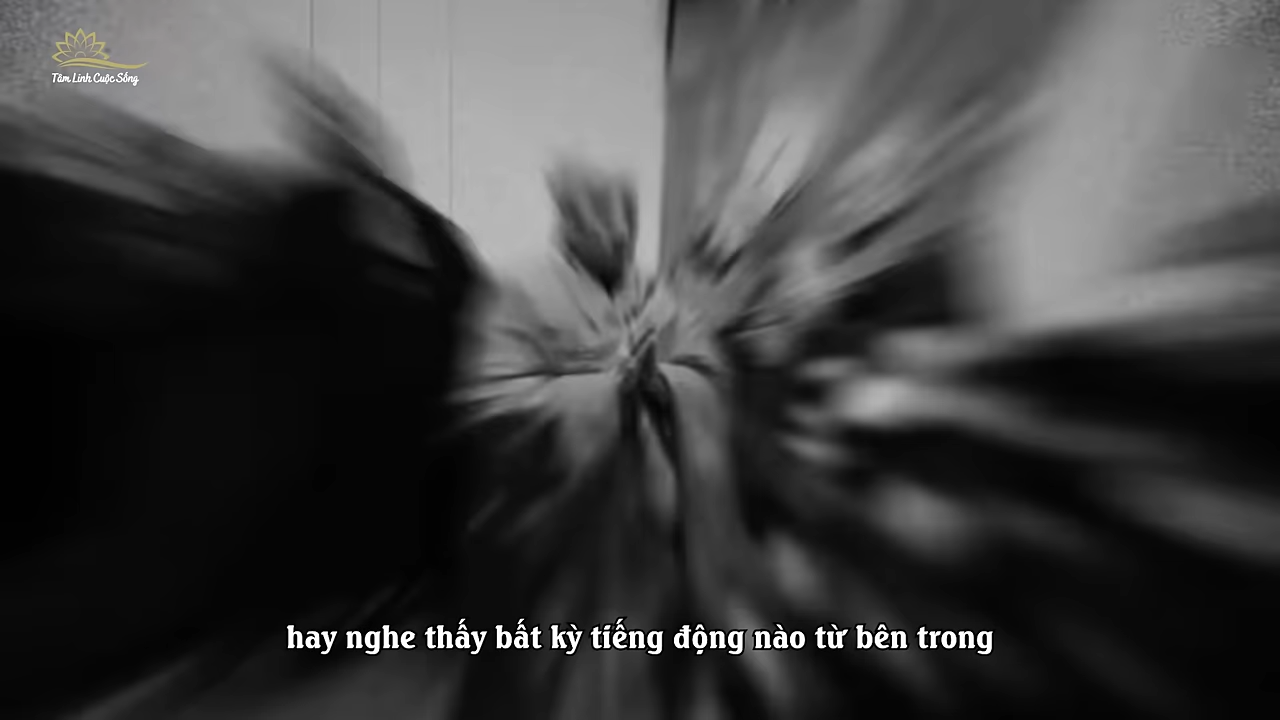 Tâm Linh Cuộc Sống
hay nghe thấy bất kỳ tiếng động nào từ bên trong